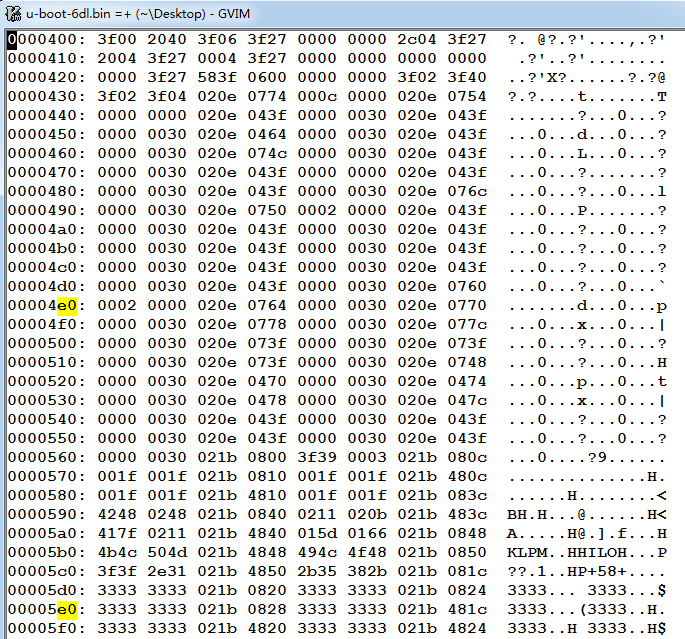 u-boot-6dl.bin =+ (~\Desktop) - GVIM
0000400: 3f00 2040 3f06 3f27 0000 0000 2c04 3f27  ?. @?.?'....,.?'
0000410: 2004 3f27 0004 3f27 0000 0000 0000 0000   .?'..?'........
0000420: 0000 3f27 583f 0600 0000 0000 3f02 3f40  ..?'X?......?.?@
0000430: 3f02 3f04 020e 0774 000c 0000 020e 0754  ?.?....t.......T
0000440: 0000 0000 020e 043f 0000 0030 020e 043f  .......?...0...?
0000450: 0000 0030 020e 0464 0000 0030 020e 043f  ...0...d...0...?
0000460: 0000 0030 020e 074c 0000 0030 020e 043f  ...0...L...0...?
0000470: 0000 0030 020e 043f 0000 0000 020e 043f  ...0...?.......?
0000480: 0000 0030 020e 043f 0000 0030 020e 076c  ...0...?...0...l
0000490: 0000 0030 020e 0750 0002 0000 020e 043f  ...0...P.......?
00004a0: 0000 0030 020e 043f 0000 0030 020e 043f  ...0...?...0...?
00004b0: 0000 0030 020e 043f 0000 0030 020e 043f  ...0...?...0...?
00004c0: 0000 0030 020e 043f 0000 0030 020e 043f  ...0...?...0...?
00004d0: 0000 0030 020e 043f 0000 0030 020e 0760  ...0...?...0...`
00004e0: 0002 0000 020e 0764 0000 0030 020e 0770  .......d...0...p
00004f0: 0000 0030 020e 0778 0000 0030 020e 077c  ...0...x...0...|
0000500: 0000 0030 020e 073f 0000 0030 020e 073f  ...0...?...0...?
0000510: 0000 0030 020e 073f 0000 0030 020e 0748  ...0...?...0...H
0000520: 0000 0030 020e 0470 0000 0030 020e 0474  ...0...p...0...t
0000530: 0000 0030 020e 0478 0000 0030 020e 047c  ...0...x...0...|
0000540: 0000 0030 020e 043f 0000 0030 020e 043f  ...0...?...0...?
0000550: 0000 0030 020e 043f 0000 0030 020e 043f  ...0...?...0...?
0000560: 0000 0030 021b 0800 3f39 0003 021b 080c  ...0....?9......
0000570: 001f 001f 021b 0810 001f 001f 021b 480c  ..............H.
0000580: 001f 001f 021b 4810 001f 001f 021b 083c  ......H........<
0000590: 4248 0248 021b 0840 0211 020b 021b 483c  BH.H...@......H<
00005a0: 417f 0211 021b 4840 015d 0166 021b 0848  A.....H@.].f...H
00005b0: 4b4c 504d 021b 4848 494c 4f48 021b 0850  KLPM..HHILOH...P
00005c0: 3f3f 2e31 021b 4850 2b35 382b 021b 081c  ??.1..HP+58+....
00005d0: 3333 3333 021b 0820 3333 3333 021b 0824  3333... 3333...$
00005e0: 3333 3333 021b 0828 3333 3333 021b 481c  3333...(3333..H.
00005f0: 3333 3333 021b 4820 3333 3333 021b 4824  3333..H 3333..H$